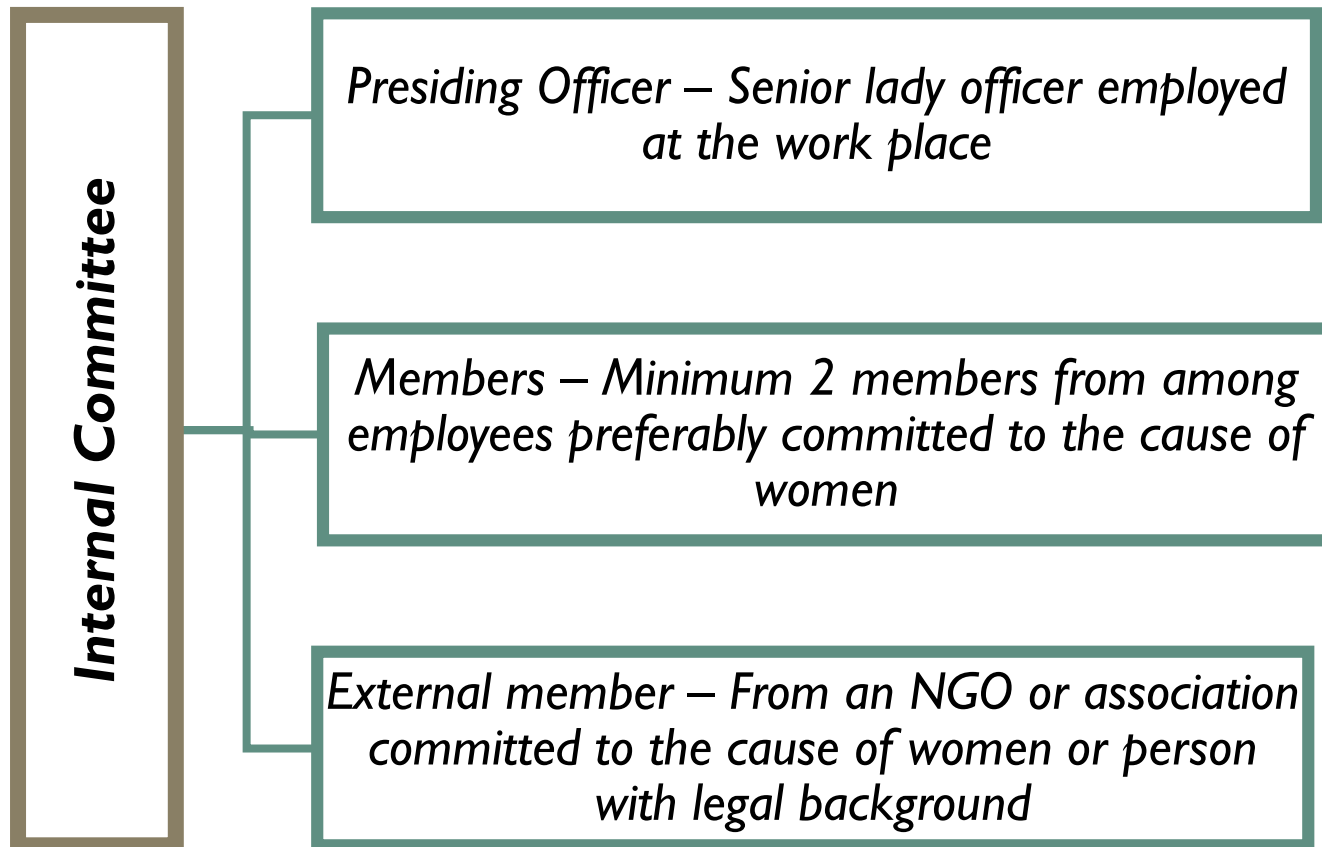 Internal Committee
Presiding Officer – Senior lady officer employed
at the work place
Members – Minimum 2 members from among
employees preferably committed to the cause of
women
External member – From an NGO or association
committed to the cause of women or person
with legal background